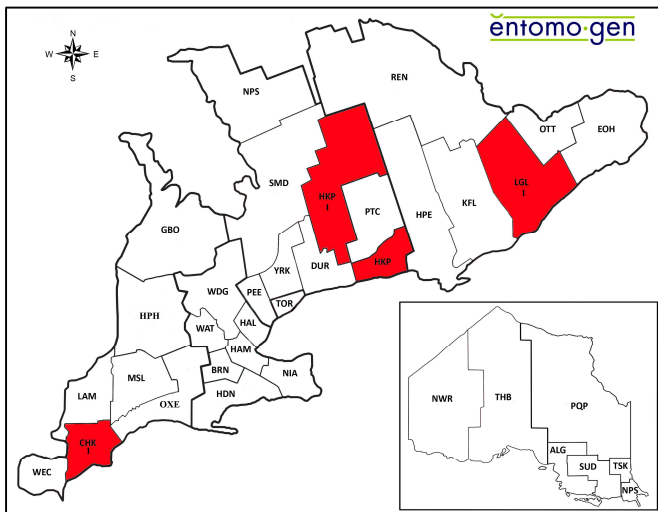 entomo·gen
N
W
E
S
NPS
REN
OTT
EOH
SMD
HKP
1
LGL
1
PTC
HPE
KFL
GBO
YRK
DUR
HKP
WDG
PEE
TOR
HPH
WAT
HAL
HAM
BRN
NIA
MSL
LAM
OXE
HDN
CHK
1
WEC
NWR
THB
PQP
ALG
SUD
TSK
NPS